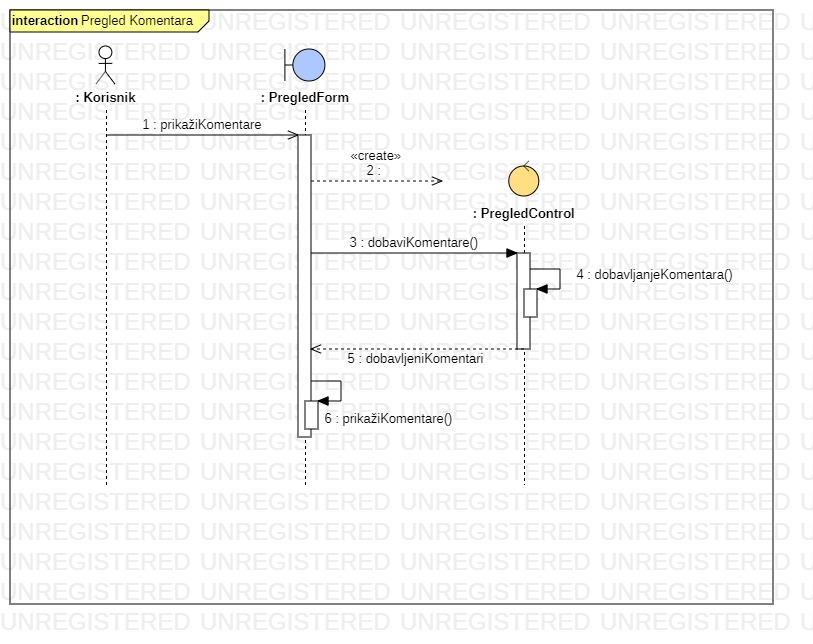 interaction Pregled Komentara
: Korisnik
: PregledForm
1 : prikažiKomentare
«create»
2 :
: PregledControl
3 : dobaviKomentare()
4 : dobavljanjeKomentara()
5 : dobavljeniKomentari
6 : prikažiKomentare()
UNREGISTERED UNREGISTERED UNREGISTERED UNREGISTERED